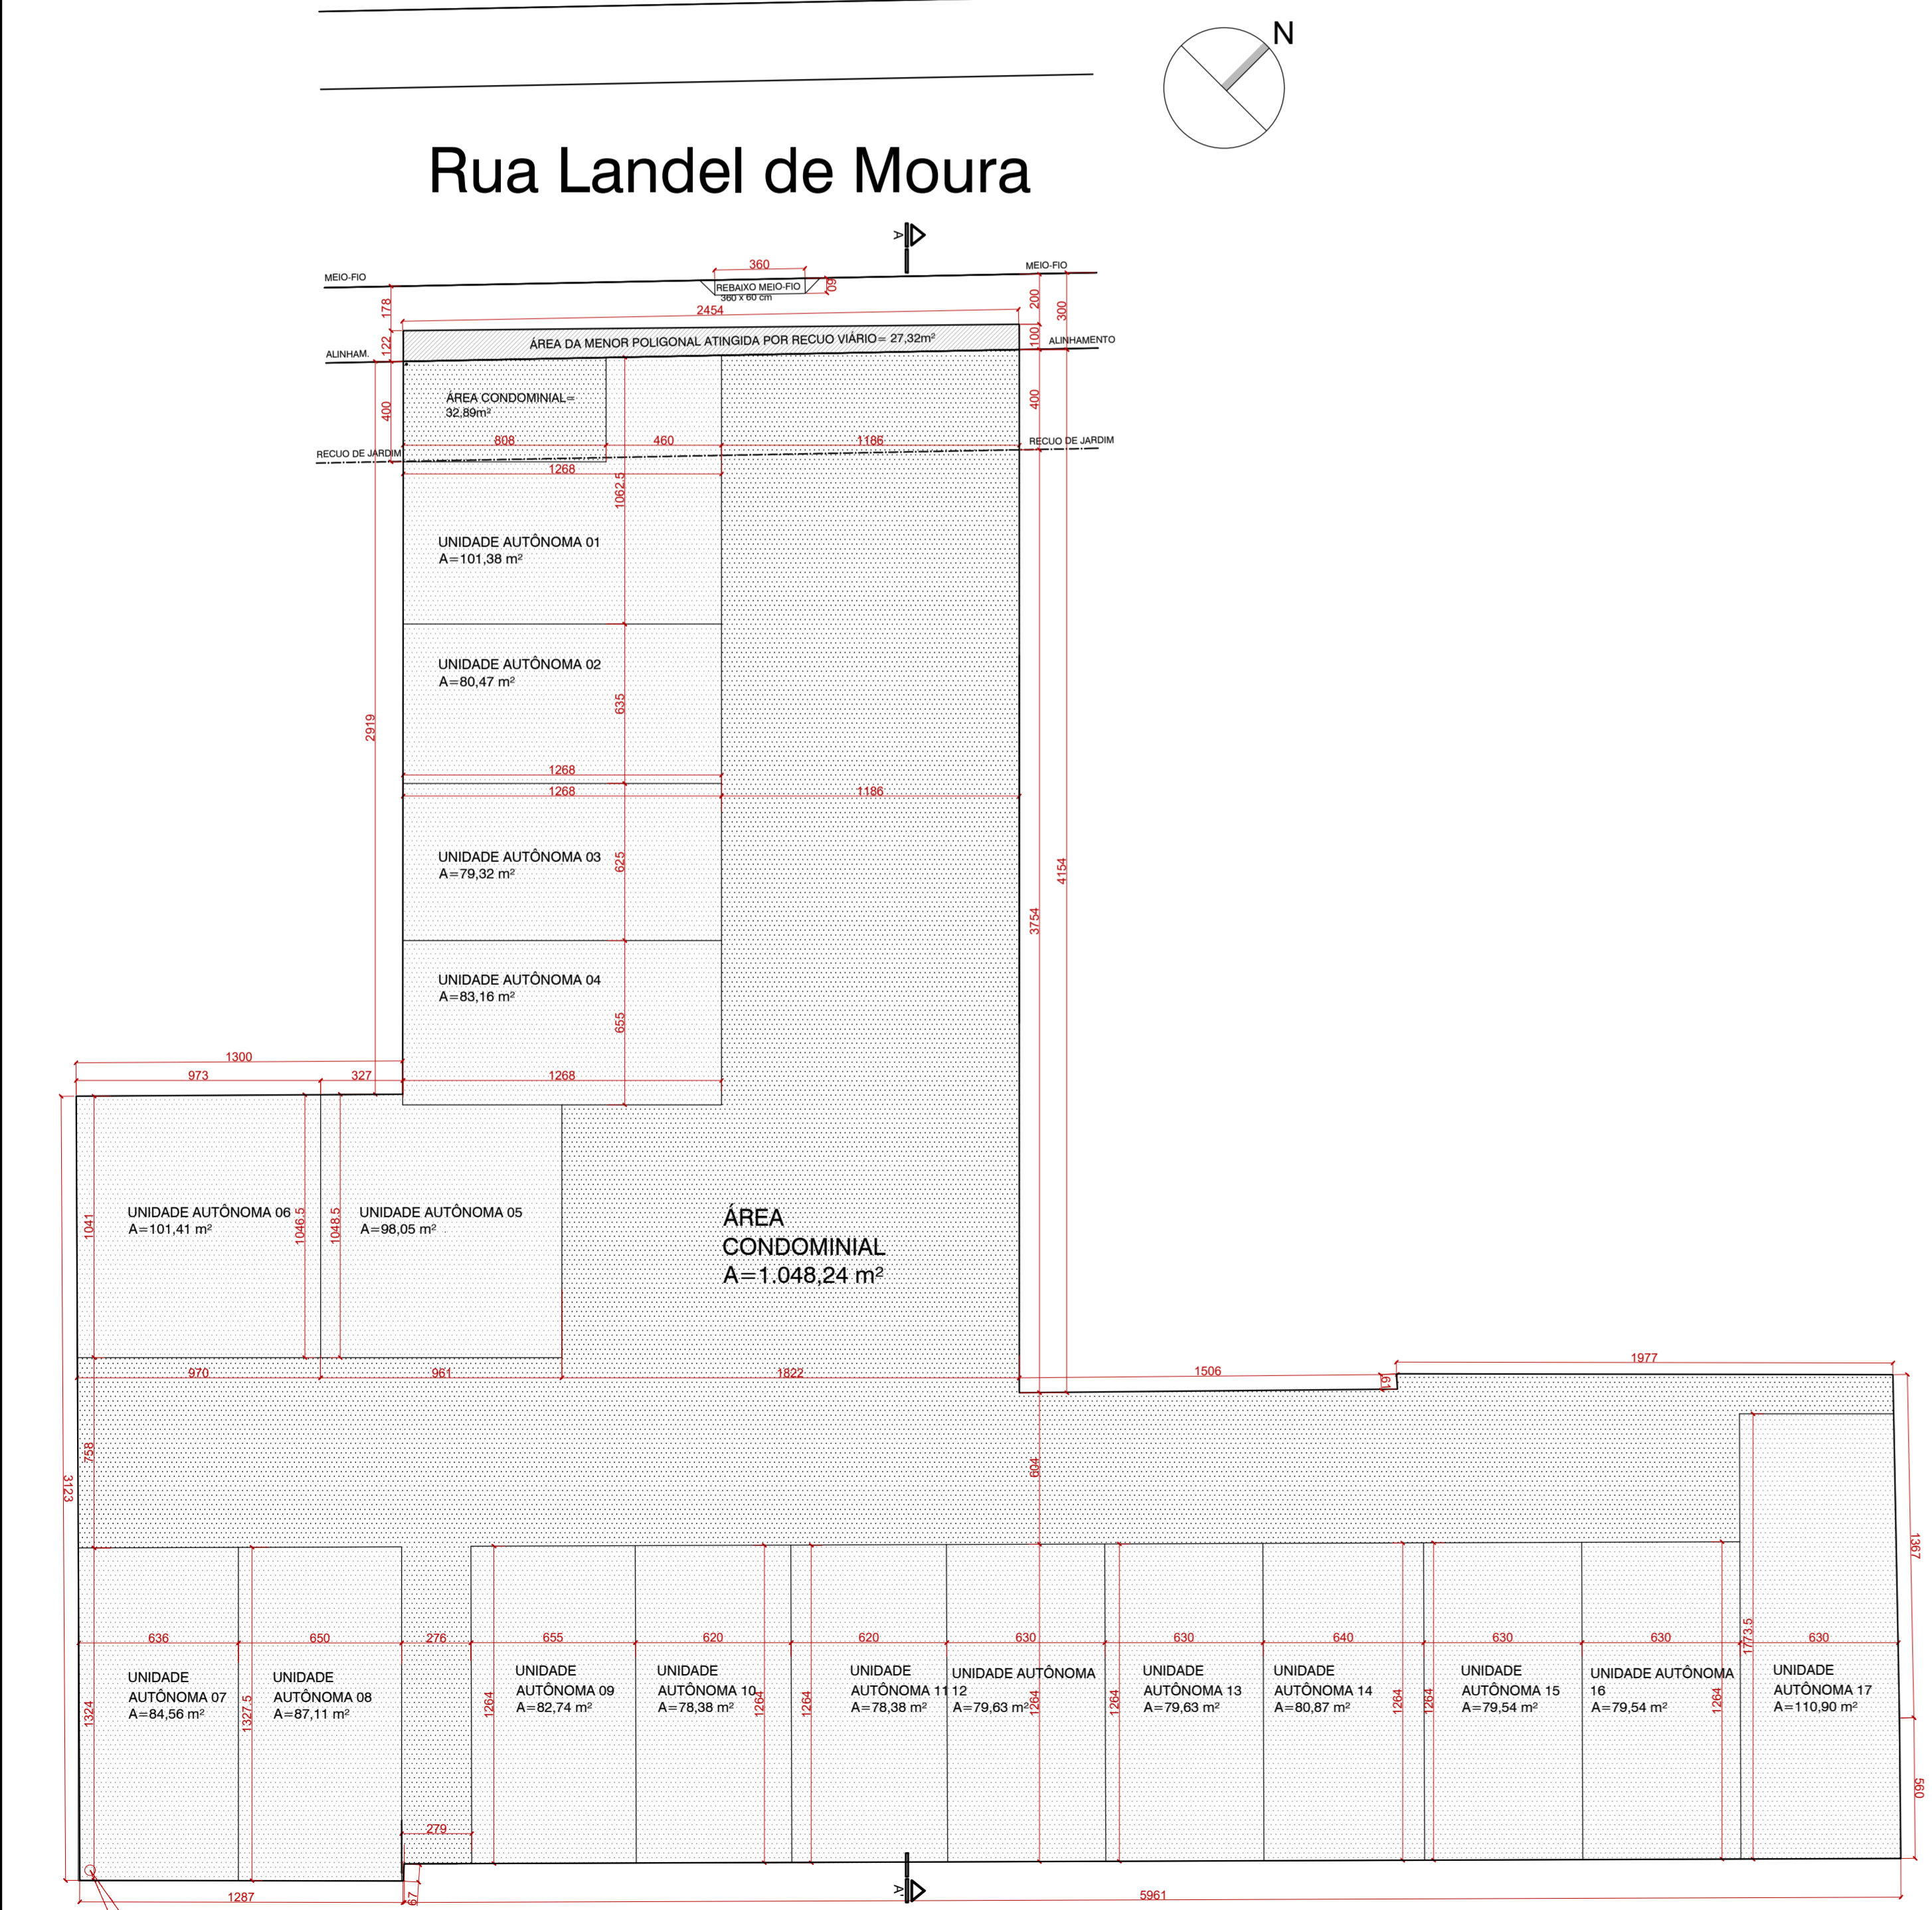 N
Rua Landel de Moura
A
MEIO-FIO
MEIO-FIO
360
REBAIXO MEIO-FIO
360 x 60 cm
60
178
200
300
2454
122
100
ÁREA DA MENOR POLIGONAL ATINGIDA POR RECUO VIÁRIO= 27,32m²
ALINHAM.
ALINHAMENTO
ÁREA CONDOMINIAL=
32,89m²
400
400
808
460
1186
RECUO DE JARDIM
RECUO DE JARDIM
1268
1062.5
UNIDADE AUTÔNOMA 01
A=101,38 m²
UNIDADE AUTÔNOMA 02
A=80,47 m²
635
2919
1268
1268
1186
UNIDADE AUTÔNOMA 03
A=79,32 m²
625
4154
3754
UNIDADE AUTÔNOMA 04
A=83,16 m²
655
1300
973
327
1268
UNIDADE AUTÔNOMA 06
A=101,41 m²
1041
1046.5
1048.5
UNIDADE AUTÔNOMA 05
A=98,05 m²
ÁREA
CONDOMINIAL
A=1.048,24 m²
970
961
1822
1506
61
1977
758
3123
604
1367
636
650
276
655
620
620
630
630
640
630
630
1773.5
630
UNIDADE
AUTÔNOMA 07
A=84,56 m²
1324
1327.5
UNIDADE
AUTÔNOMA 08
A=87,11 m²
UNIDADE
AUTÔNOMA 09
A=82,74 m²
1264
UNIDADE
AUTÔNOMA 10
A=78,38 m²
1264
1264
UNIDADE
AUTÔNOMA 11
A=78,38 m²
UNIDADE AUTÔNOMA
12
A=79,63 m²
1264
1264
UNIDADE
AUTÔNOMA 13
A=79,63 m²
UNIDADE
AUTÔNOMA 14
A=80,87 m²
1264
1264
UNIDADE
AUTÔNOMA 15
A=79,54 m²
UNIDADE AUTÔNOMA
16
A=79,54 m²
1264
UNIDADE
AUTÔNOMA 17
A=110,90 m²
560
279
1287
67
A'
5961